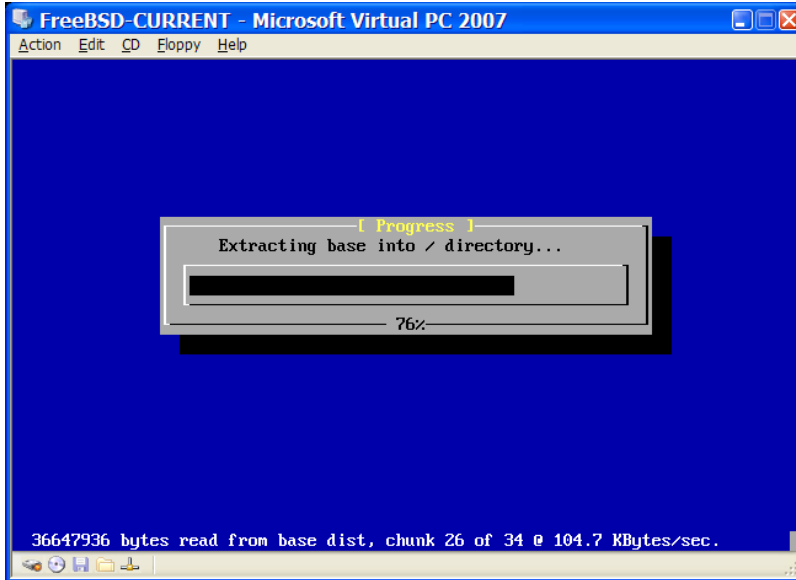 FreeBSD-CURRENT - Microsoft Virtual PC 2007
Action Edit CD Floppy Help
[ Progress ]
Extracting base into / directory...
76%
36647936 bytes read from base dist, chunk 26 of 34 @ 104.7 KBytes/sec.